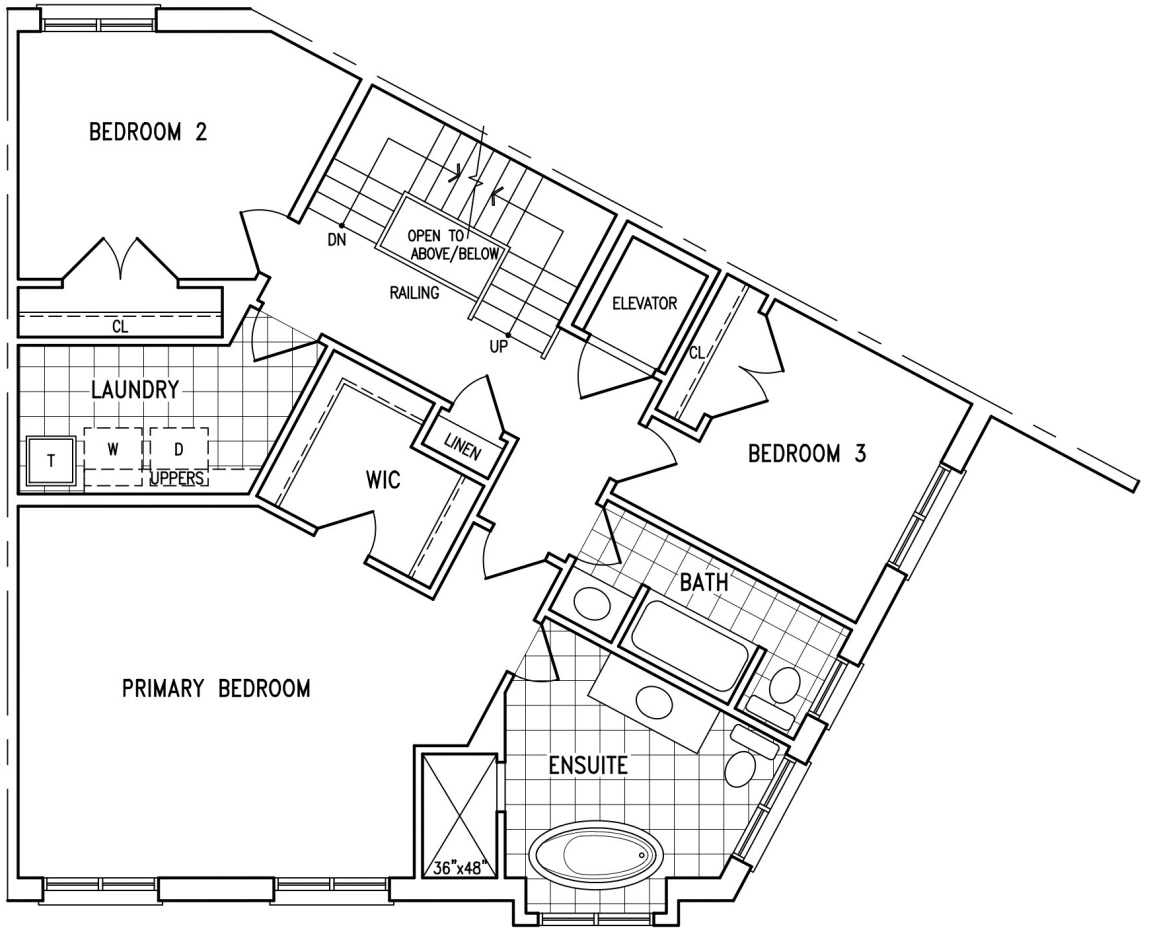 BEDROOM 2
DN
OPEN TO
ABOVE/BELOW
RAILING
ELEVATOR
CL
UP
CL
LAUNDRY
BEDROOM 3
LINEN
WIC
T
W
D
UPPERS
BATH
PRIMARY BEDROOM
ENSUITE
36"x48"